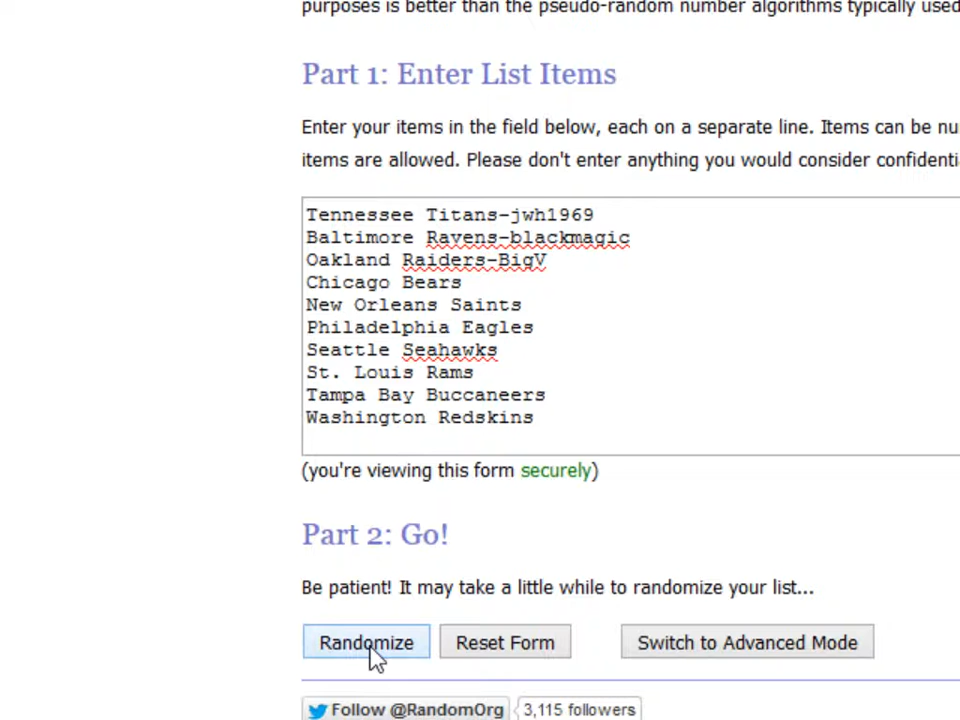 purposes is better than the pseudo-random number algorithms typically used
Part 1: Enter List Items
Enter your items in the field below, each on a separate line. Items can be
items are allowed. Please don't enter anything you would consider
Tennessee Titans-jwh1969
Baltimore Ravens-blackmagic
Oakland Raiders-BigV
Chicago Bears
New Orleans Saints
Philadelphia Eagles
Seattle Seahawks
St. Louis Rams
Tampa Bay Buccaneers
Washington Redskins
(you're viewing this form securely)
Part 2: Go!
Be patient! It may take a little while to randomize your list...
Randomize Reset Form Switch to Advanced Mode
Follow @RandomOrg 3,115 followers